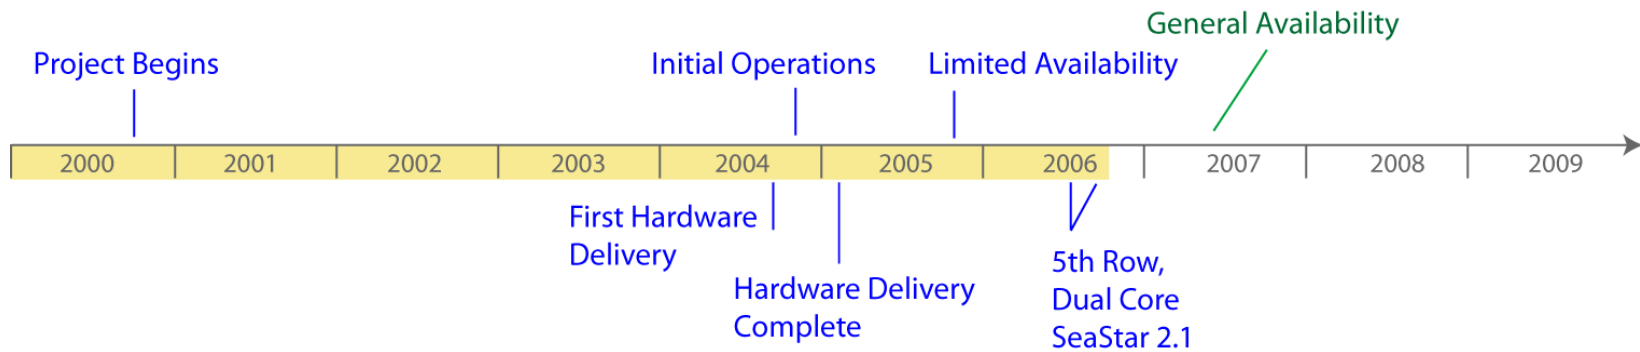 General Availability
Project Begins
Initial Operations
Limited Availability
2000 2001 2002 2003 2004 2005 2006 2007 2008 2009
First Hardware
Delivery
Hardware Delivery
Complete
5th Row,
Dual Core
SeaStar 2.1